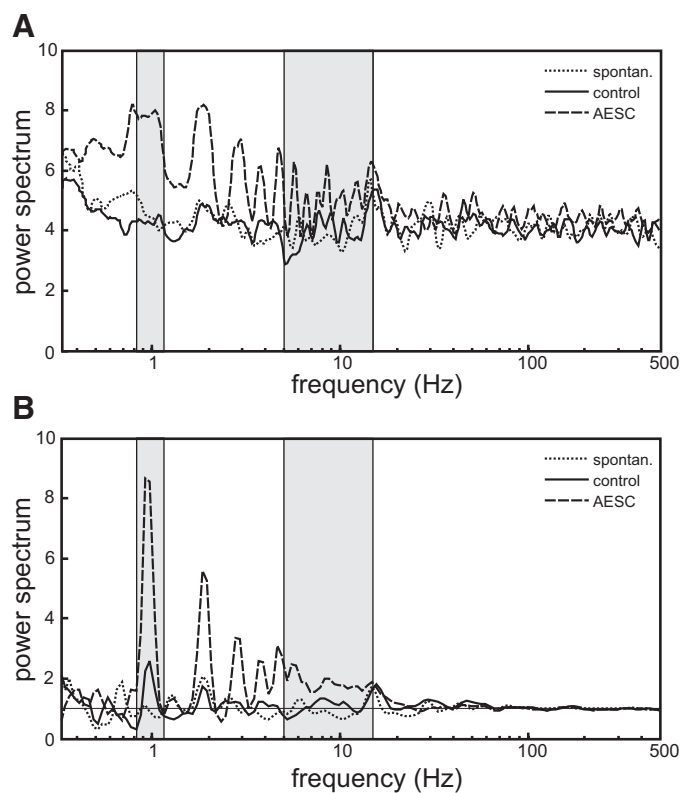 A
10
8
6
4
2
0
power spectrum
spontan.
control
AESC
1
10
100
500
frequency (Hz)
B
10
8
6
4
2
0
power spectrum
spontan.
control
AESC
1
10
100
500
frequency (Hz)